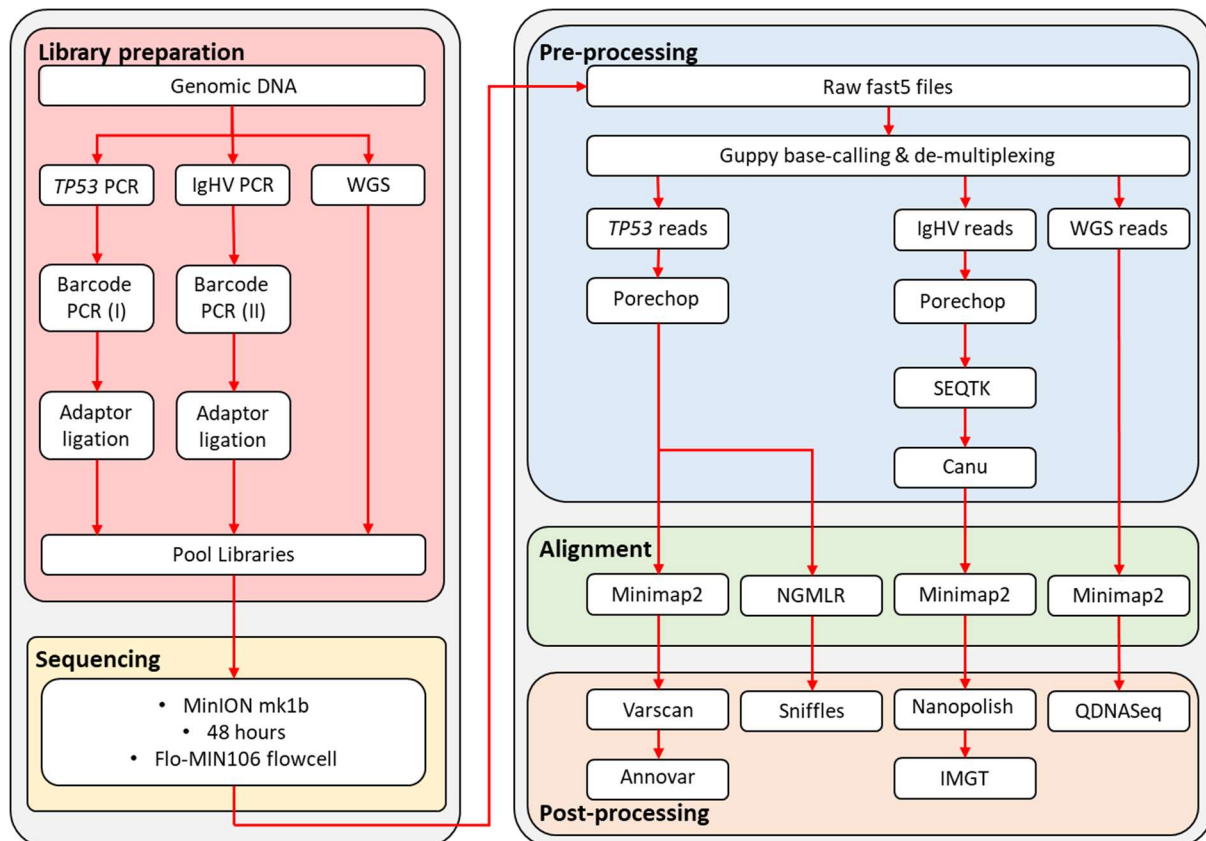 Library preparation
Genomic DNA
TP53 PCR
IgHV PCR
WGS
Barcode
PCR (I)
Barcode
PCR (II)
Adaptor
ligation
Adaptor
ligation
Pool Libraries
Sequencing
• MinION mk1b
• 48 hours
• Flo-MIN106 flowcell
Pre-processing
Raw fast5 files
Guppy base-calling & de-multiplexing
TP53 reads
IgHV reads
WGS reads
Porechop
Porechop
SEQTK
Canu
Alignment
Minimap2
NGMLR
Minimap2
Minimap2
Varscan
Sniffles
Nanopolish
QDNASeq
Annovar
IMGT
Post-processing